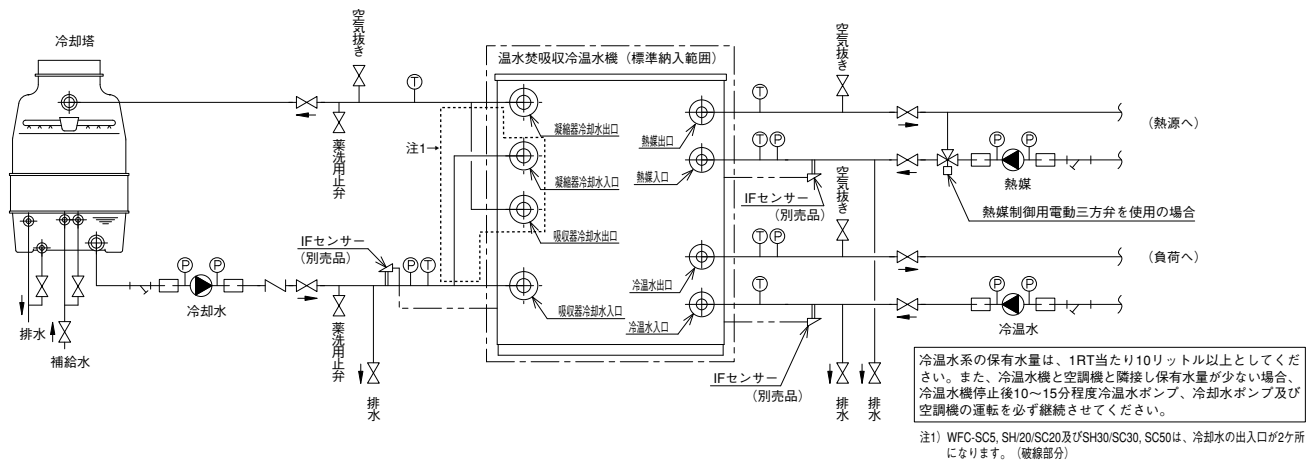 冷却塔
空気抜き
空気抜き
温水焚吸収冷温水機（標準納入範囲）
T
T
凝縮器冷却水出口
熱媒出口
(熱源へ)
薬洗用止弁
注1→
凝縮器冷却水入口
熱媒入口
T
P
P
P
熱媒
IFセンサー
(別売品)
空気抜き
熱媒制御用電動三方弁を使用の場合
吸収器冷却水出口
IFセンサー
(別売品)
T
P
(負荷へ)
冷温水出口
P
P
冷却水
P
T
吸収器冷却水入口
冷温水入口
T
P
P
冷温水
薬洗用止弁
排水
補給水
排水
IFセンサー
(別売品)
排水
排水
冷温水系の保有水量は、1RT当たり10リットル以上としてくだ
さい。また、冷温水機と空調機と隣接し保有水量が少ない場合、
冷温水機停止後10～15分程度冷温水ポンプ、冷却水ポンプ及び
空調機の運転を必ず継続させてください。
注1）WFC-SC5, SH/20/SC20及びSH30/SC30, SC50は、冷却水の出入口が2ケ所
になります。（破線部分）